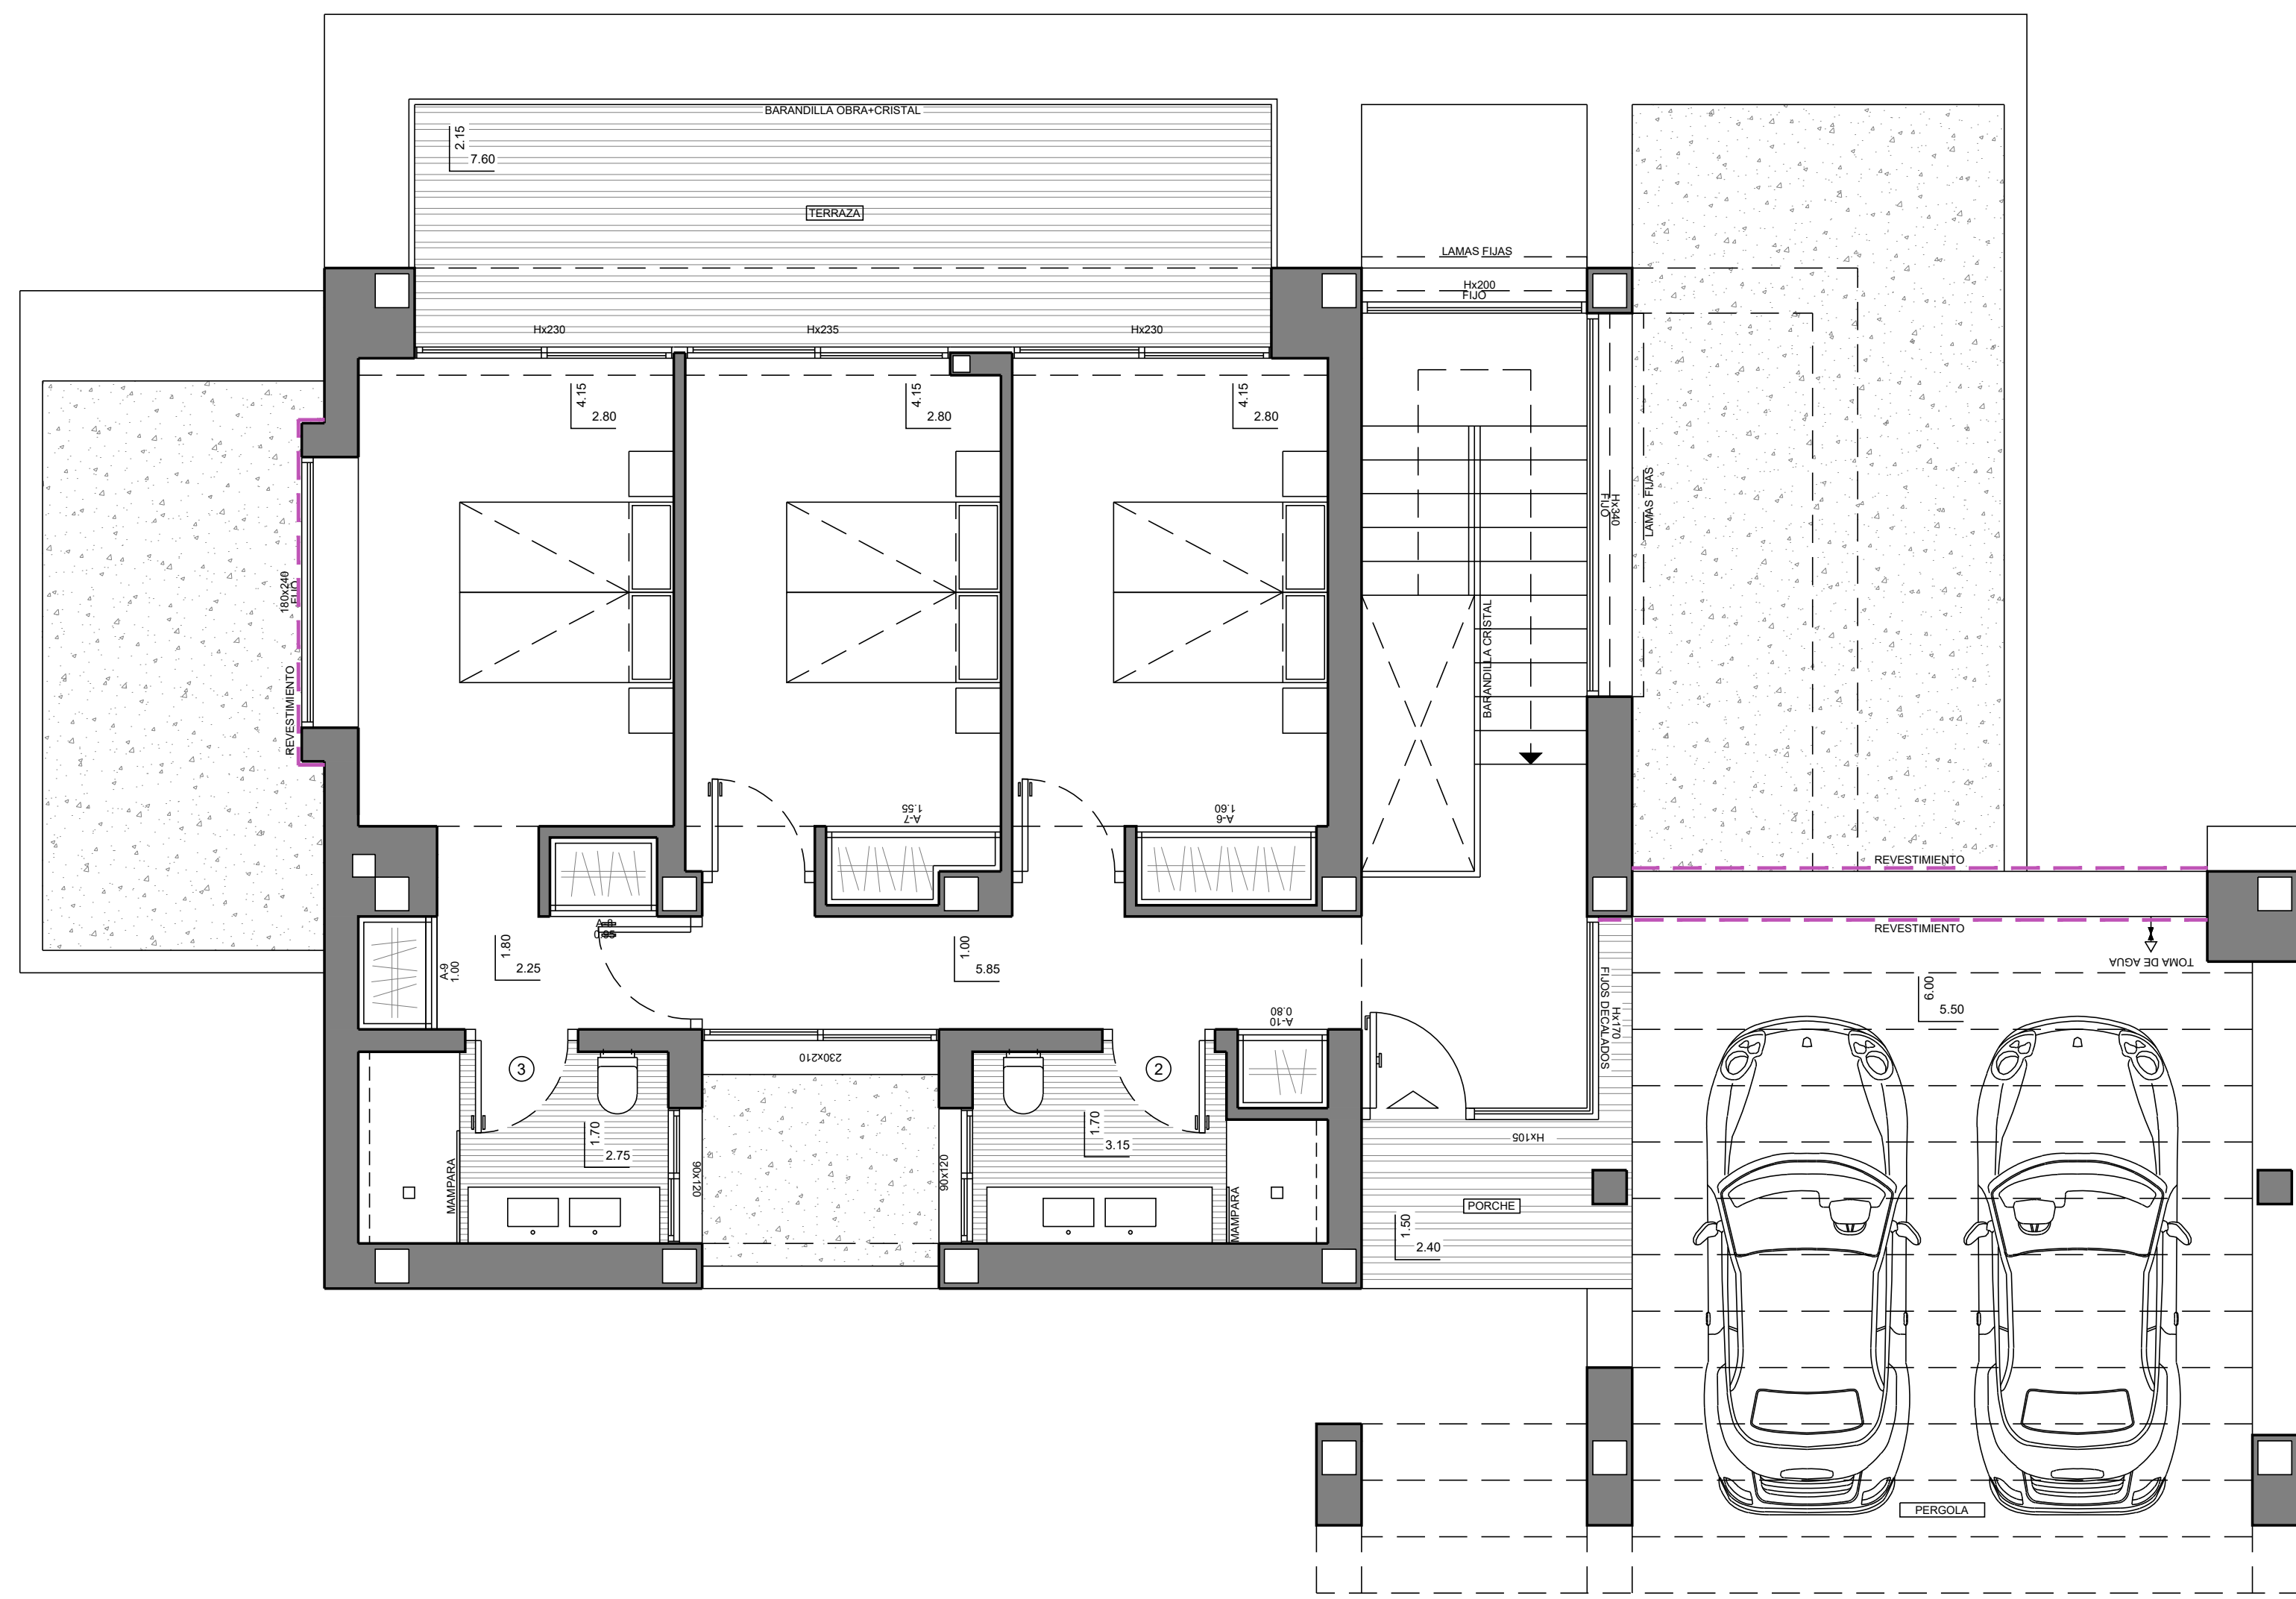 BARANDILLA OBRA+CRISTAL
2.15
7.60
TERRAZA
LAMAS FIJAS
Hx200
FIJO
Hx230
Hx235
Hx230
4.15
2.80
4.15
2.80
4.15
2.80
180x240
FIJO
REVESTIMIENTO
Hx340
FIJO
LAMAS FIJAS
BARANDILLA CRISTAL
A-7
1.55
A-6
1.60
REVESTIMIENTO
REVESTIMIENTO
TOMA DE AGUA
A-8
0.95
1.80
2.25
A-9
1.00
1.00
5.85
6.00
5.50
Hx170
FIJOS DECALADOS
A-10
0.80
230x210
3
2
1.70
2.75
1.70
3.15
MAMPARA
90x120
90x120
MAMPARA
Hx105
PORCHE
1.50
2.40
PERGOLA